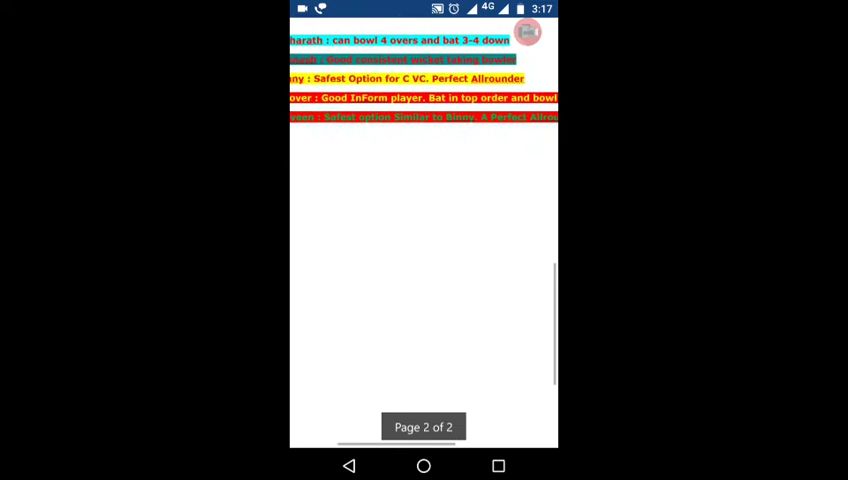 4G 3:17
harath : can bowl 4 overs and bat 3-4 down
: Good consistent wicket taking bowler
ny : Safest Option for C VC. Perfect Allrounder
over : Good InForm player. Bat in top order and bowl
veen : Safest option Similar to Binny. A Perfect Allrou
Page 2 of 2